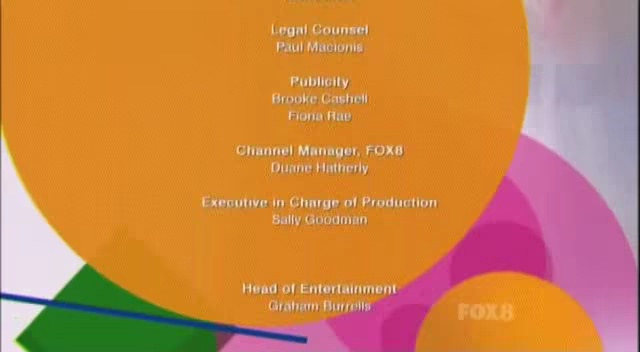 Legal Counsel
Paul Macionis
Publicity
Brooke Cashell
Fiona Rae
Channel Manager, FOX8
Duane Hatherly
Executive in Charge of Production
Sally Goodman
Head of Entertainment
Graham Burrells
FOX8